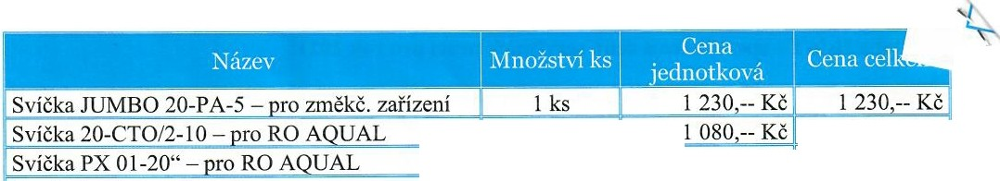 Název Množství ks Cena jednotková Cena celkem
Svíčka JUMBO 20-PA-5 – pro změkč. zařízení 1 ks 1 230,-- Kč 1 230,-- Kč
Svíčka 20-CTO/2-10 – pro RO AQUAL 1 080,-- Kč
Svíčka PX 01-20“ – pro RO AQUAL